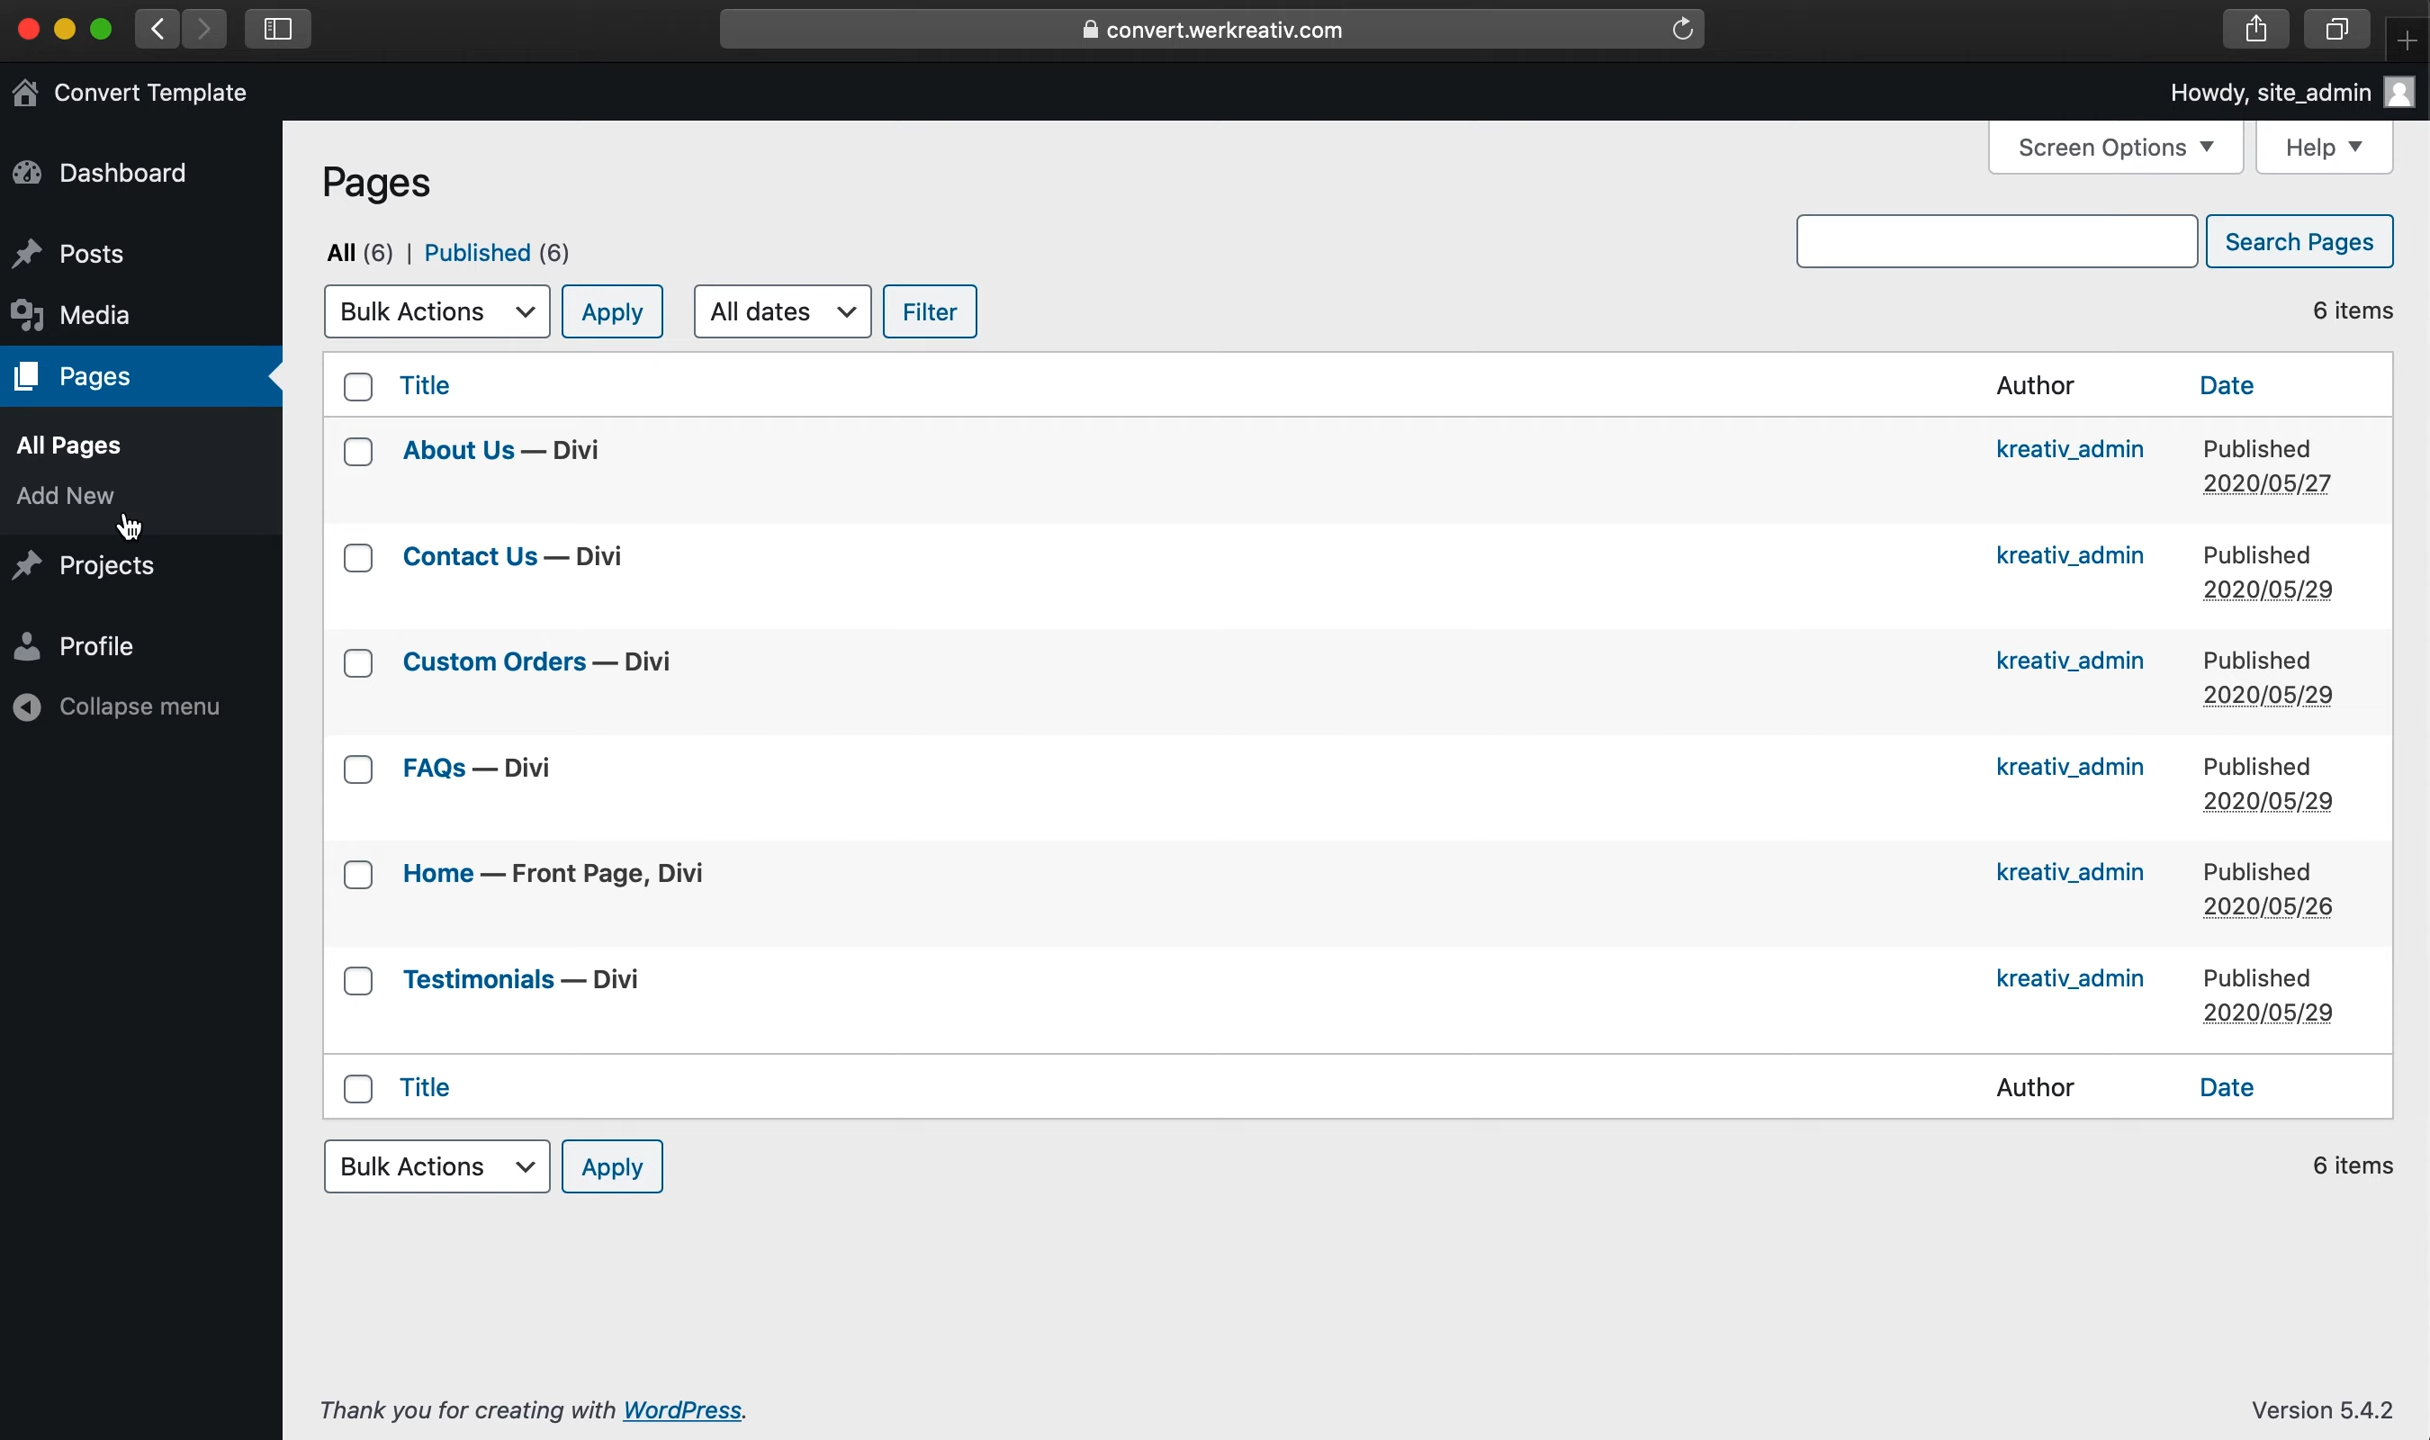 convert.werkreativ.com
Convert Template
Howdy, site_admin
Dashboard
Posts
Media
Pages
All Pages
Add New
Projects
Profile
Collapse menu
Screen Options
Help
Pages
All (6) | Published (6)
Search Pages
Bulk Actions Apply All dates Filter 6 items
Title Author Date
About Us — Divi kreativ_admin Published
2020/05/27
Contact Us — Divi kreativ_admin Published
2020/05/29
Custom Orders — Divi kreativ_admin Published
2020/05/29
FAQs — Divi kreativ_admin Published
2020/05/29
Home — Front Page, Divi kreativ_admin Published
2020/05/26
Testimonials — Divi kreativ_admin Published
2020/05/29
Title Author Date
Bulk Actions Apply 6 items
Thank you for creating with WordPress. Version 5.4.2